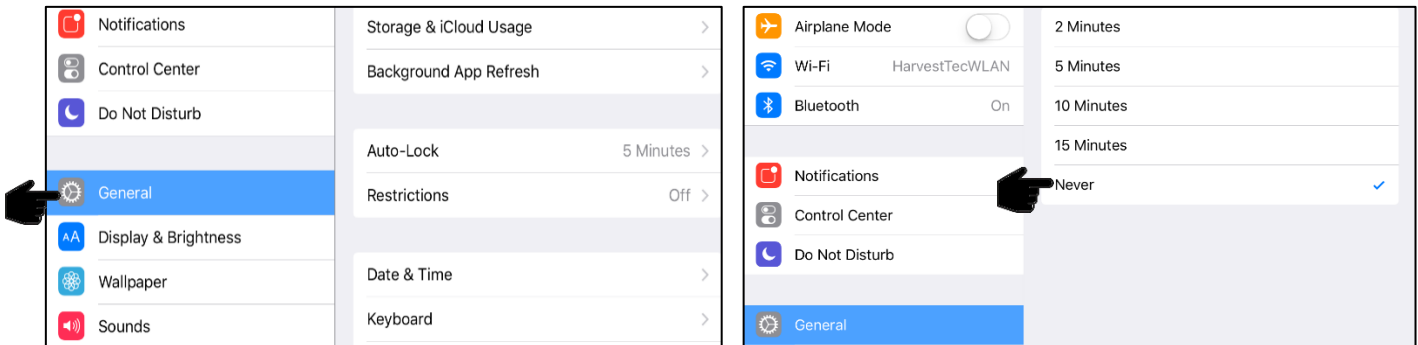 Notifications
Control Center
Do Not Disturb
General
AA Display & Brightness
Wallpaper
Sounds
Storage & iCloud Usage
Background App Refresh
Auto-Lock 5 Minutes
Restrictions Off
Date & Time
Keyboard
Airplane Mode
Wi-Fi HarvestTecWLAN
Bluetooth On
Notifications
Control Center
Do Not Disturb
General
2 Minutes
5 Minutes
10 Minutes
15 Minutes
Never